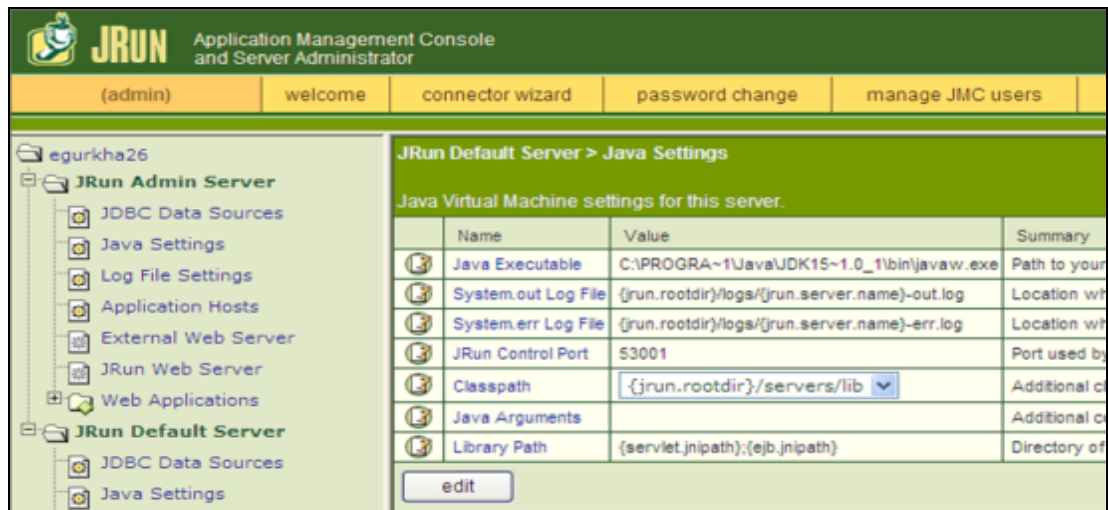 JRUN
Application Management Console
and Server Administrator
(admin) welcome connector wizard password change manage JMC users
egurkha26
JRun Admin Server
JDBC Data Sources
Java Settings
Log File Settings
Application Hosts
External Web Server
JRun Web Server
Web Applications
JRun Default Server
JDBC Data Sources
Java Settings
JRun Default Server > Java Settings
Java Virtual Machine settings for this server.
Name Value Summary
Java Executable C:\PROGRA~1\Java\JDK15~1.0_1\bin\javaw.exe Path to your
System.out Log File {jrun.rootdir}/logs/{jrun.server.name}-out.log Location
System.err Log File {jrun.rootdir}/logs/{jrun.server.name}-err.log Location
JRun Control Port 53001 Port used by
Classpath {jrun.rootdir}/servers/lib Additional
Java Arguments Additional
Library Path {servlet.jnipath};{ejb.jnipath} Directory of
edit